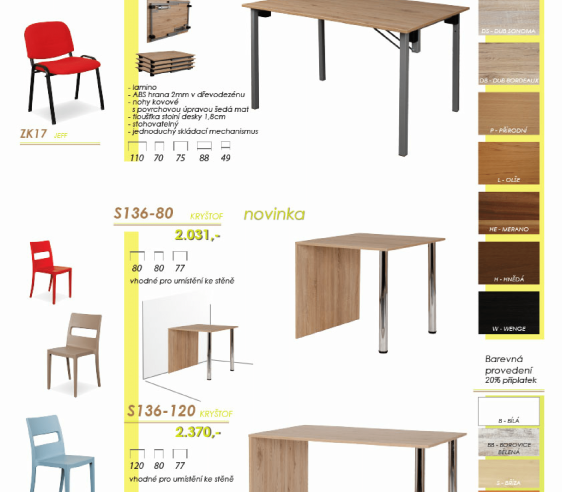 - lamino
- ABS hrana 2mm v dřevodezénu
- nohy kovové
s povrchovou úpravou šedá mat
- tloušťka stolní desky 1,8cm
- stohovatelný
- jednoduchý skládací mechanismus
ZK17 JEFF
110 70 75 88 49
S136-80 KRYŠTOF novinka
2.031,-
80 80 77
vhodné pro umístění ke stěně
S136-120 KRYŠTOF
2.370,-
120 80 77
vhodné pro umístění ke stěně
DS - DUB SONOMA
DB - DUB BORDEAUX
P - PŘÍRODNÍ
L - OLŠE
ME - MERANO
H - HNĚDÁ
W - WENGE
Barevná
provedení
20% příplatek
B - BÍLÁ
BB - BOROVICE
BĚLENÁ
Z - BŘÍZA